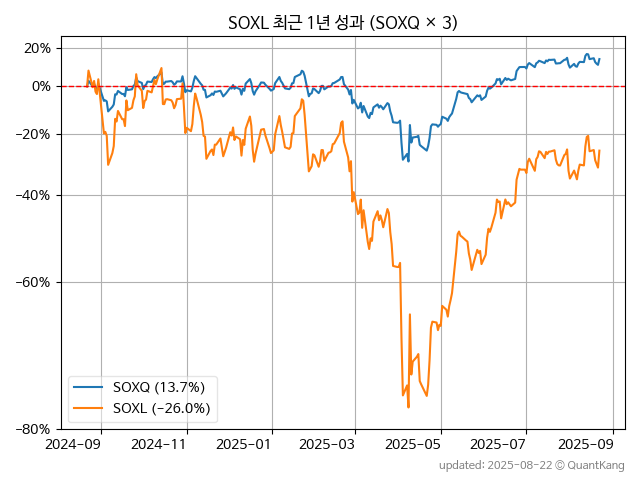 SOXL 최근 1년 성과 (SOXQ × 3)
20%
0%
−20%
−40%
−60%
−80%
SOXQ (13.7%)
SOXL (−26.0%)
2024-09 2024-11 2025-01 2025-03 2025-05 2025-07 2025-09
updated: 2025-08-22 © QuantKang